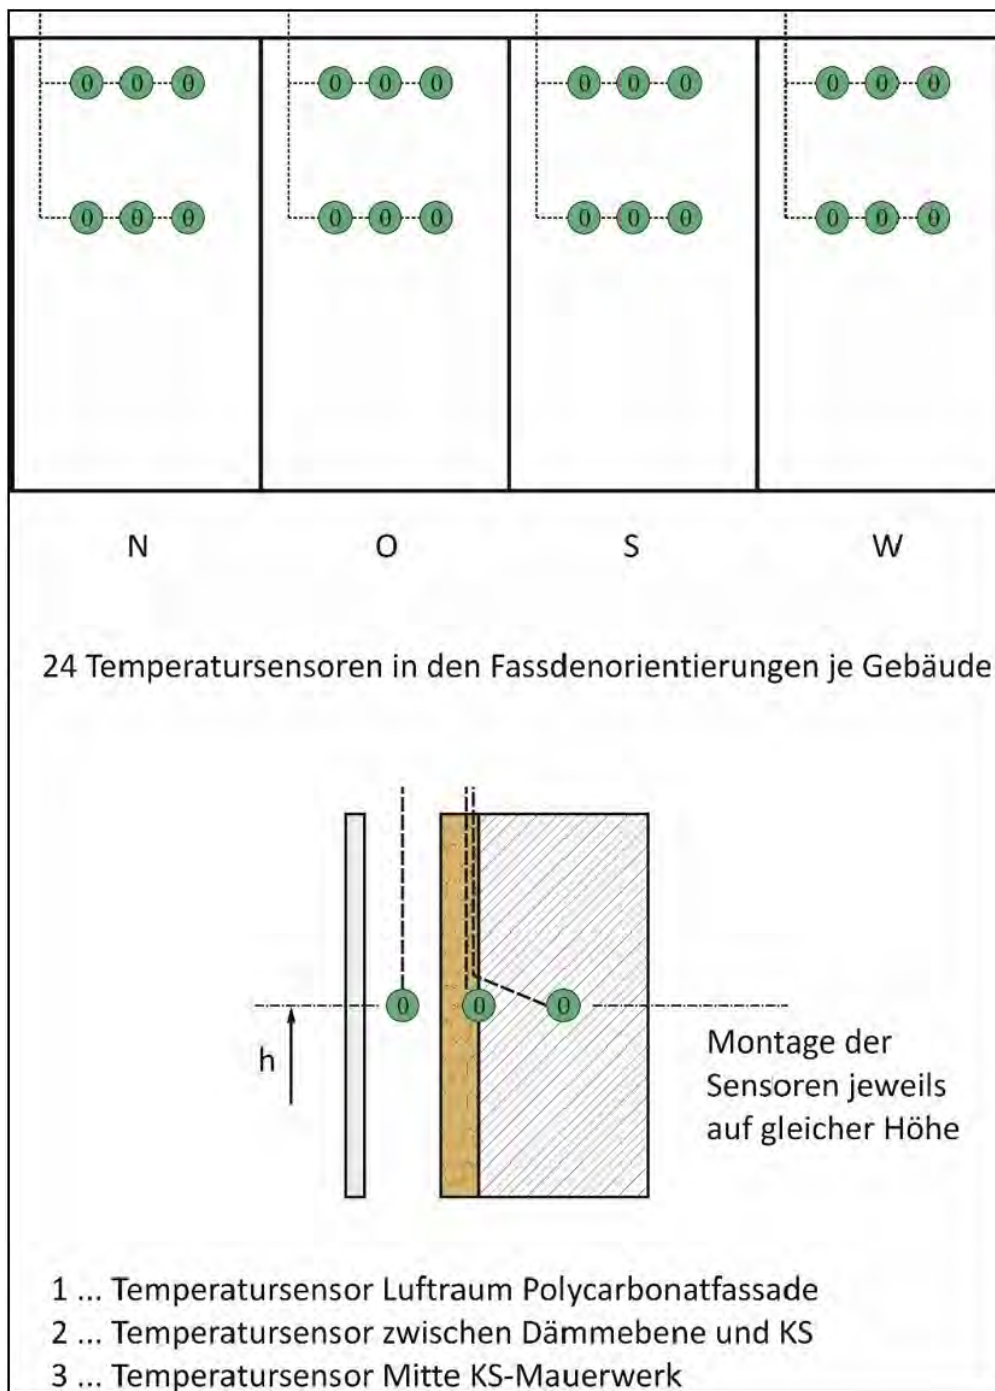 θ θ θ θ θ θ θ θ θ θ θ θ
θ θ θ θ θ θ θ θ θ θ θ θ
N O S W
24 Temperatursensoren in den Fassdenorientierungen je Gebäude
θ θ θ
h
Montage der
Sensoren jeweils
auf gleicher Höhe
1 ... Temperatursensor Luftraum Polycarbonatfassade
2 ... Temperatursensor zwischen Dämmebene und KS
3 ... Temperatursensor Mitte KS-Mauerwerk